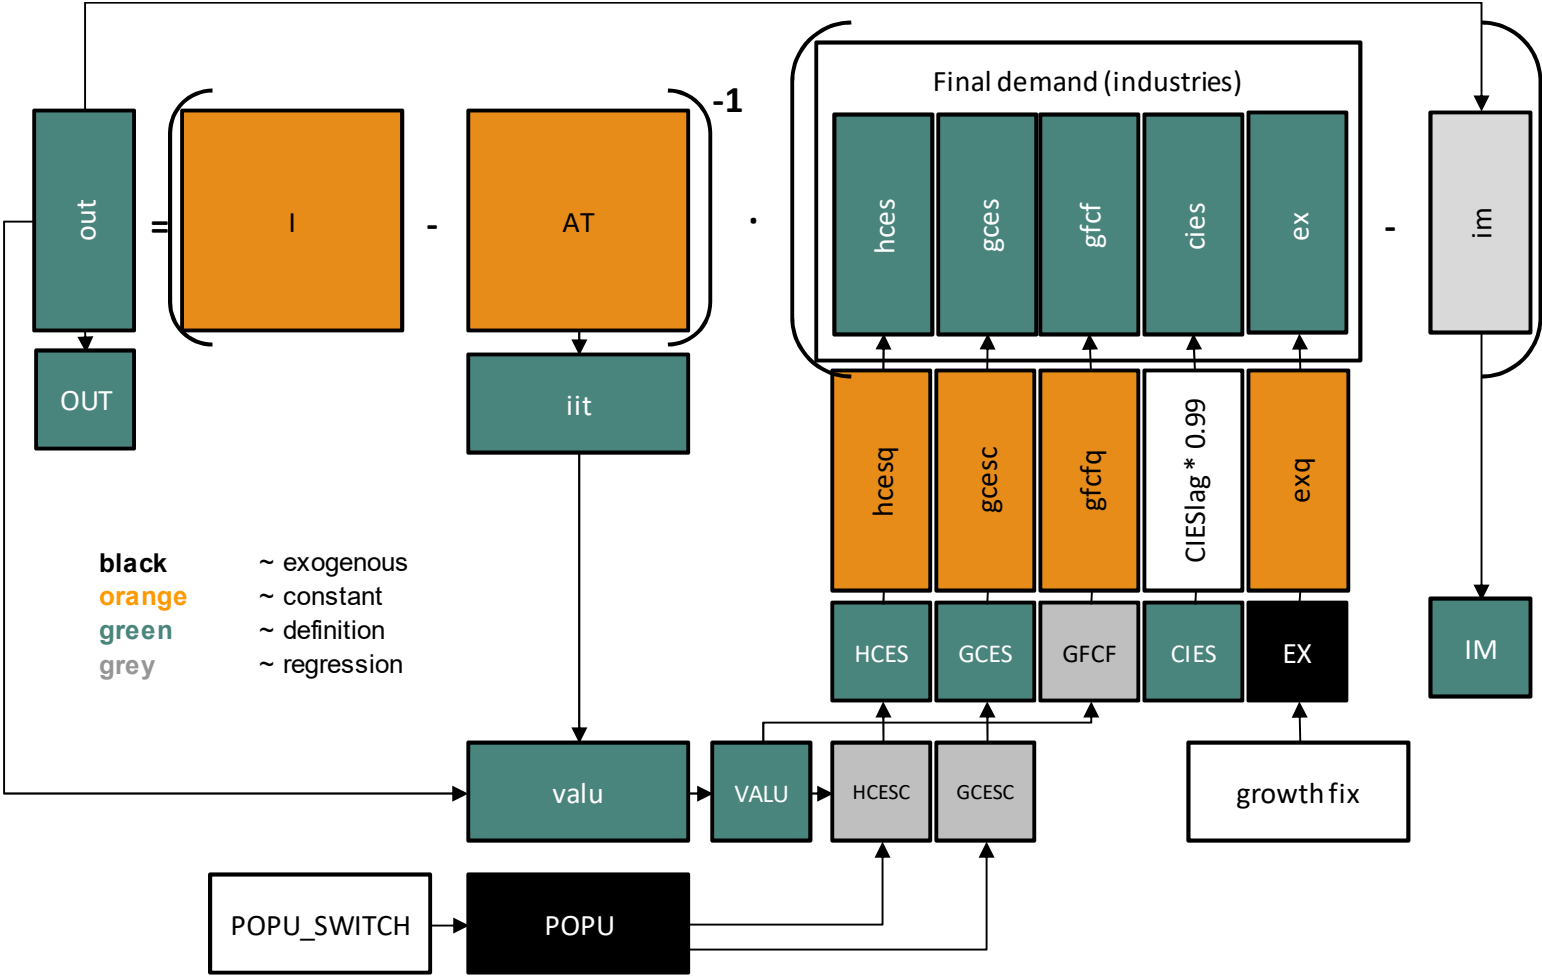 Final demand (industries)
out
=
I
-
AT
-1
.
hces
gces
gfcf
cies
ex
-
im
OUT
iit
hcesq
gcesc
gfcfq
CIESlag * 0.99
exq
black ~ exogenous
orange ~ constant
green ~ definition
grey ~ regression
HCES
GCES
GFCF
CIES
EX
IM
valu
VALU
HCESC
GCESC
growth fix
POPU_SWITCH
POPU